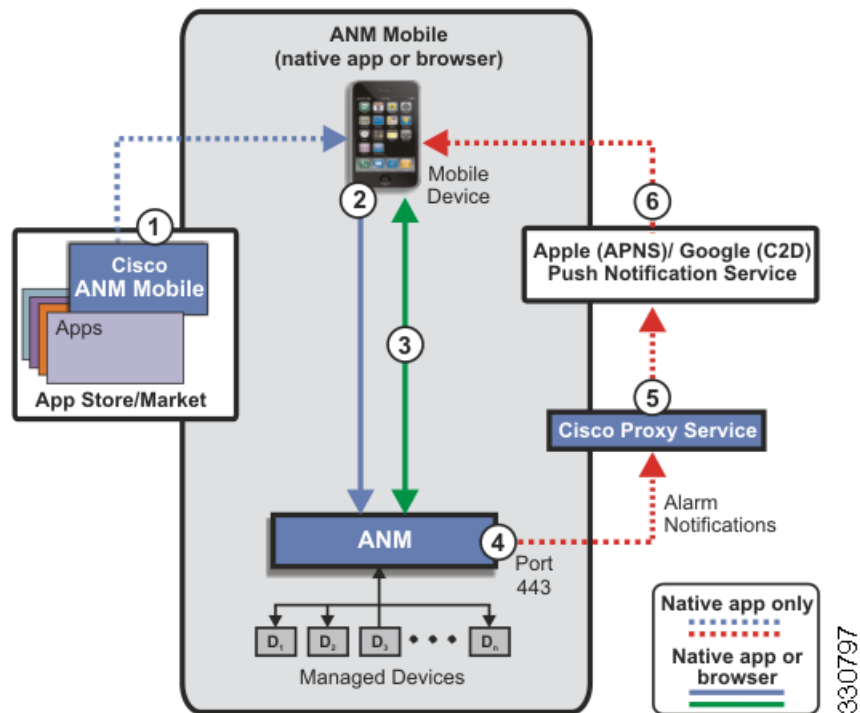 ANM Mobile
(native app or browser)
Mobile
Device
1
2
3
4
5
6
Cisco
ANM Mobile
Apps
App Store/Market
Apple (APNS)/ Google (C2D)
Push Notification Service
Cisco Proxy Service
Alarm
Notifications
ANM
Port
443
D1 D2 D3 Dn
Managed Devices
Native app only
Native app or
browser
330797